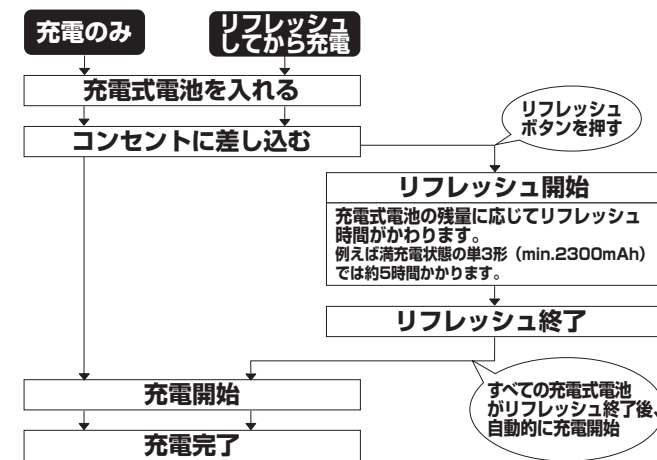 充電のみ
リフレッシュ
してから充電
充電式電池を入れる
コンセントに差し込む
リフレッシュ
ボタンを押す
リフレッシュ開始
充電式電池の残量に応じてリフレッシュ
時間がかわります。
例えば満充電状態の単3形（min.2300mAh）
では約5時間かかります。
リフレッシュ終了
すべての充電式電池
がリフレッシュ終了後、
自動的に充電開始
充電開始
充電完了